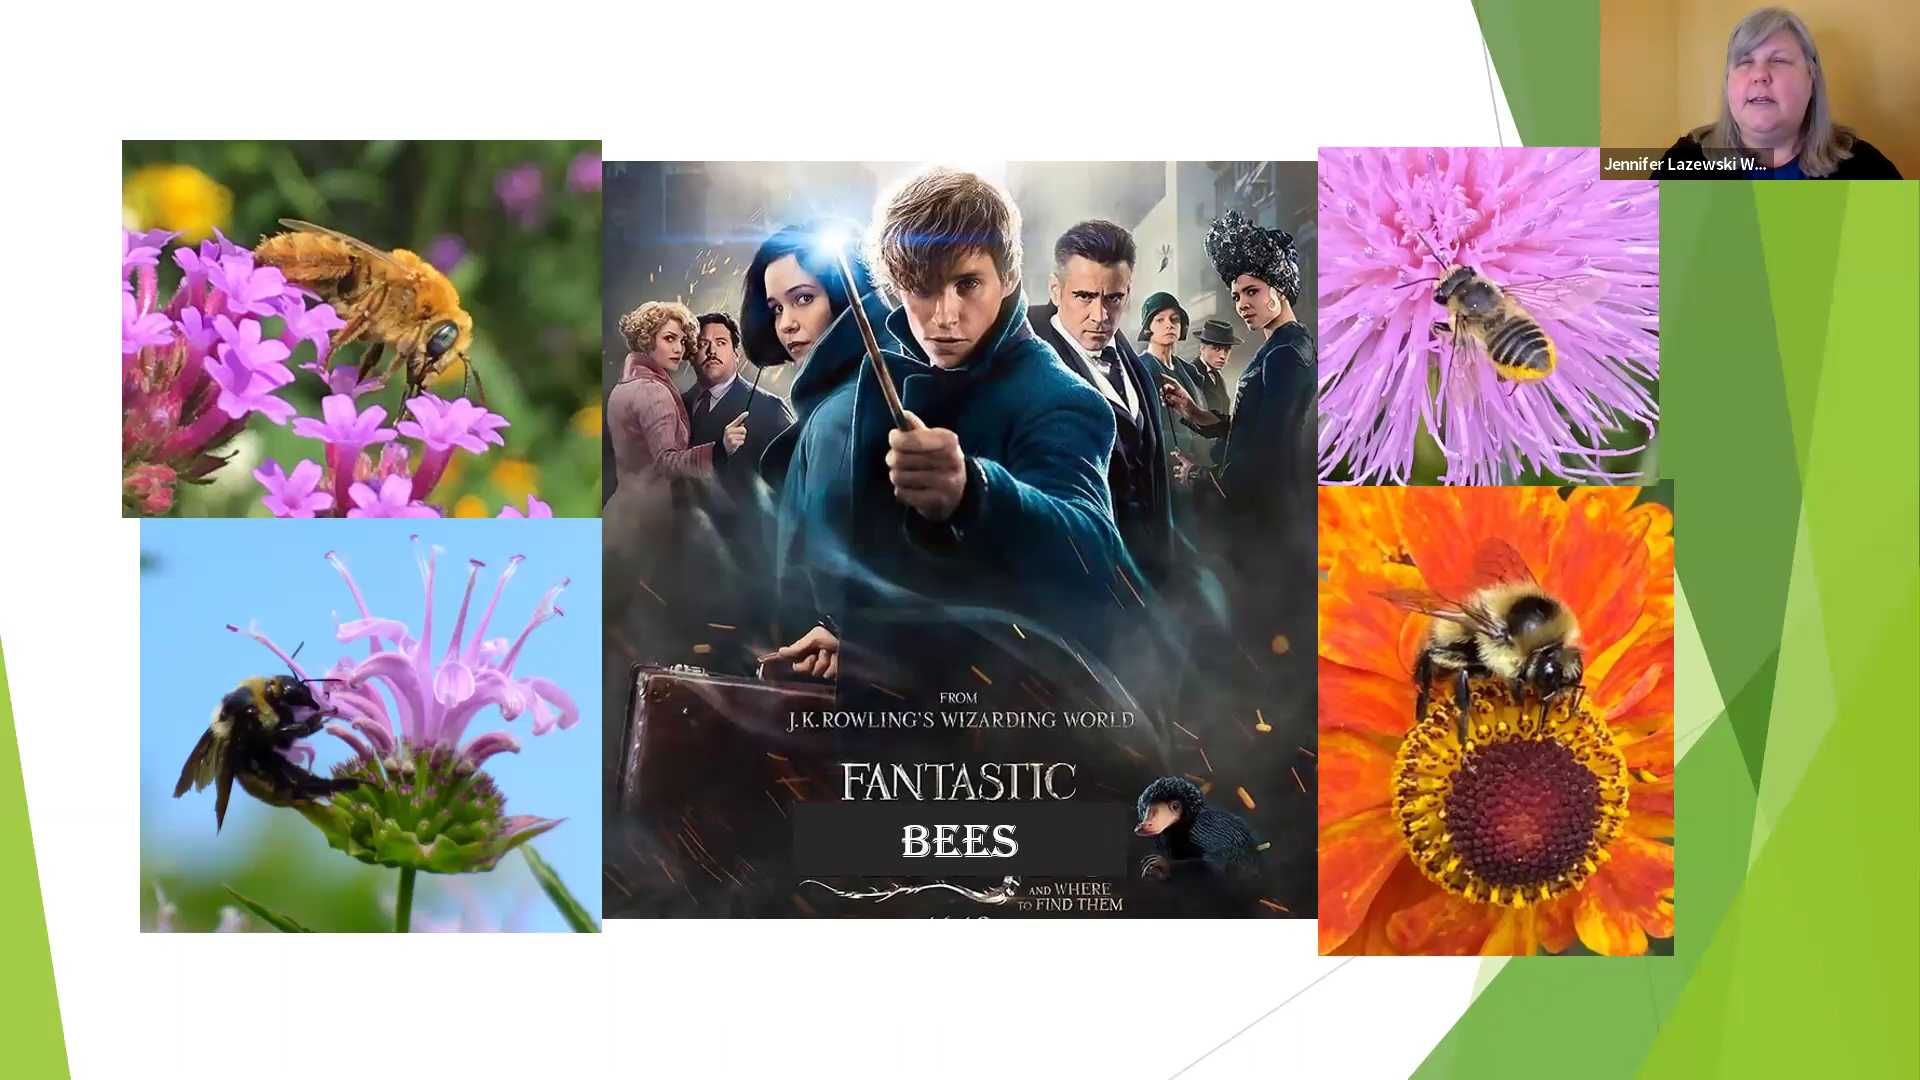 Jennifer Lazewski W...
FROM
J.K.ROWLING'S WIZARDING WORLD
FANTASTIC
BEES
AND WHERE
TO FIND THEM